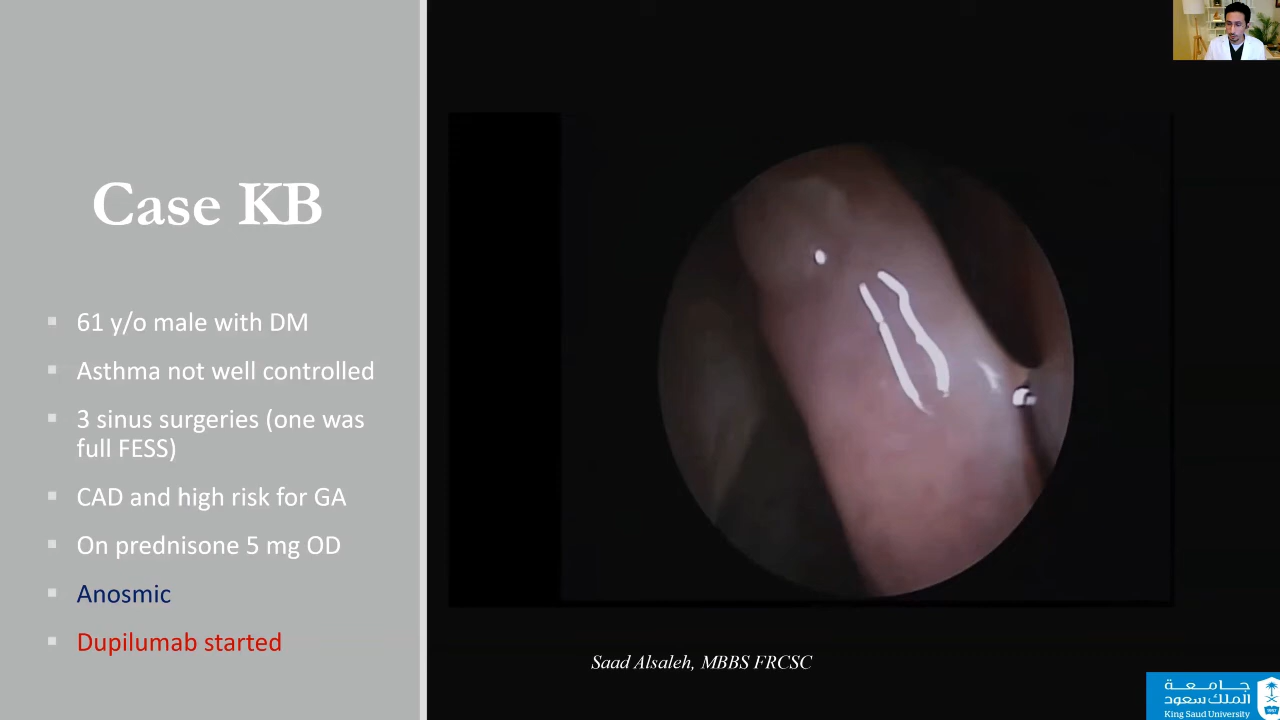 Case KB
61 y/o male with DM
Asthma not well controlled
3 sinus surgeries (one was
full FESS)
CAD and high risk for GA
On prednisone 5 mg OD
Anosmic
Dupilumab started
Saad Alsaleh, MBBS FRCSC
جامعة
الملك سعود
King Saud University